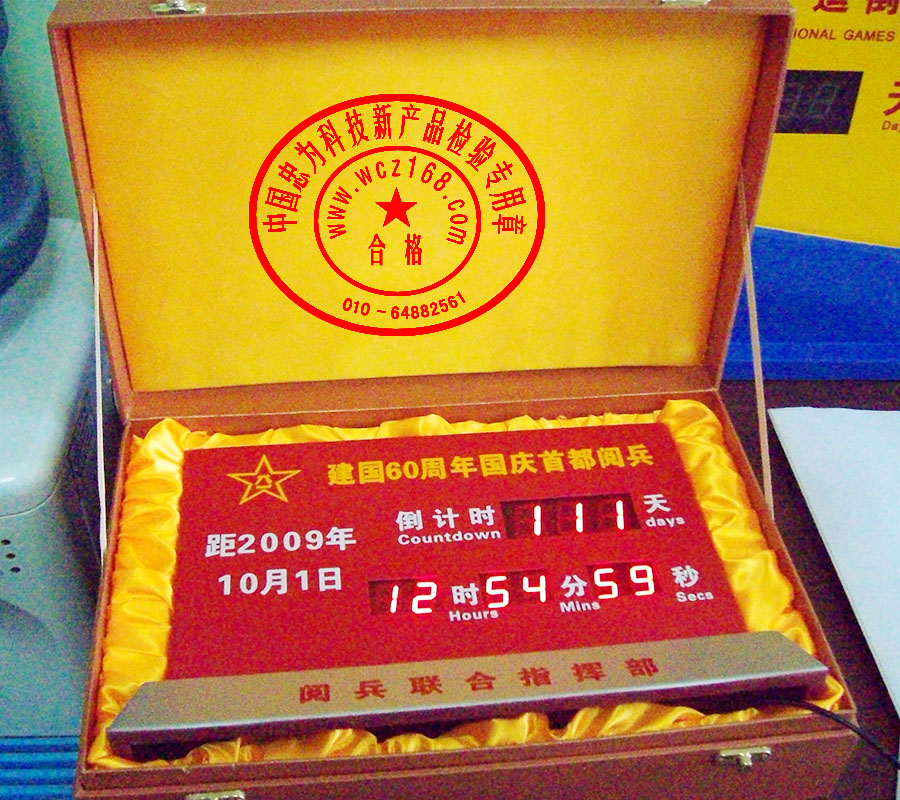 中国忠为科技新产品检验专用章
www.wcz168.com
合格
010-64882561
IONAL GAMES
天
建国60周年国庆首都阅兵
距2009年
10月1日
倒计时 111 天
Countdown days
12 时 54 分 59 秒
Hours Mins Secs
阅兵联合指挥部